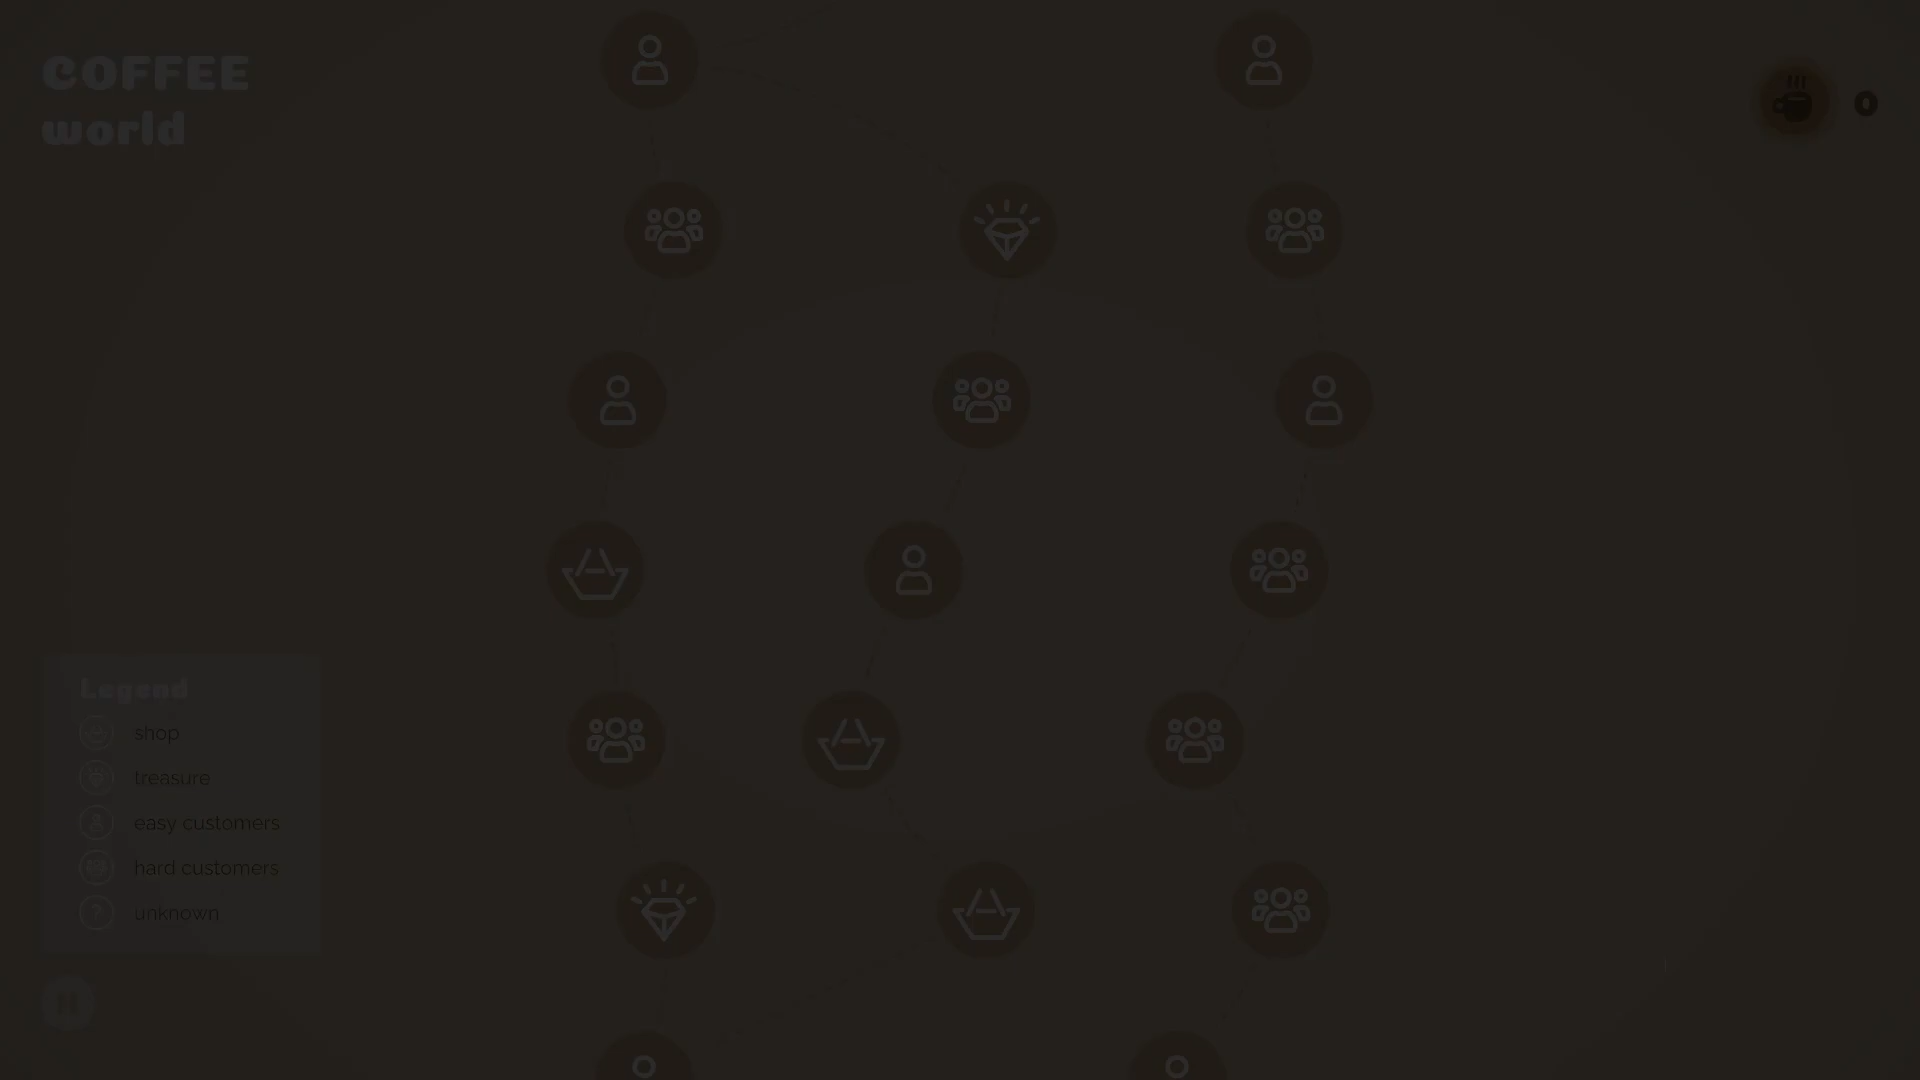 COFFEE
world
0
Legend
shop
treasure
easy customers
hard customers
unknown